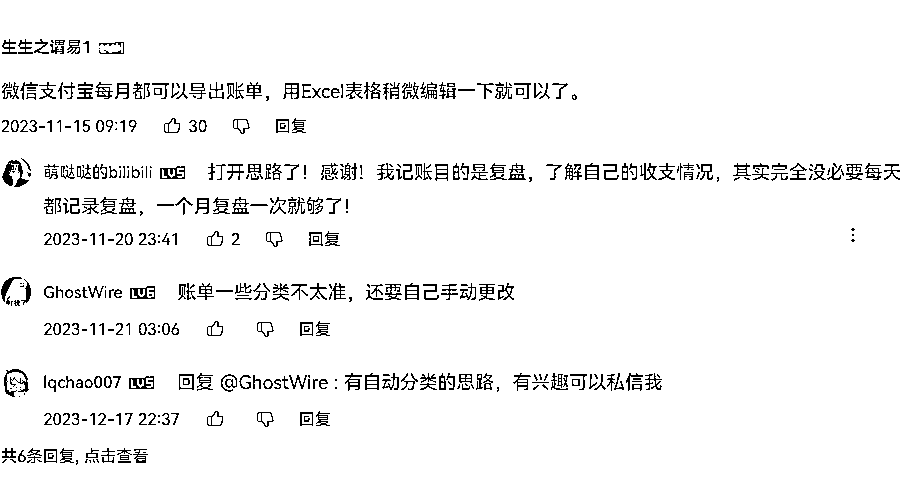 生生之谓易1
微信支付宝每月都可以导出账单，用Excel表格稍微编辑一下就可以了。
2023-11-15 09:19 30 回复
萌哒哒的bilibili LV5 打开思路了！感谢！我记账目的是复盘，了解自己的收支情况，其实完全没必要每天
都记录复盘，一个月复盘一次就够了！
2023-11-20 23:41 2 回复
GhostWire LV6 账单一些分类不太准，还要自己手动更改
2023-11-21 03:06 回复
lqchao007 LV5 回复 @GhostWire : 有自动分类的思路，有兴趣可以私信我
2023-12-17 22:37 回复
共6条回复, 点击查看